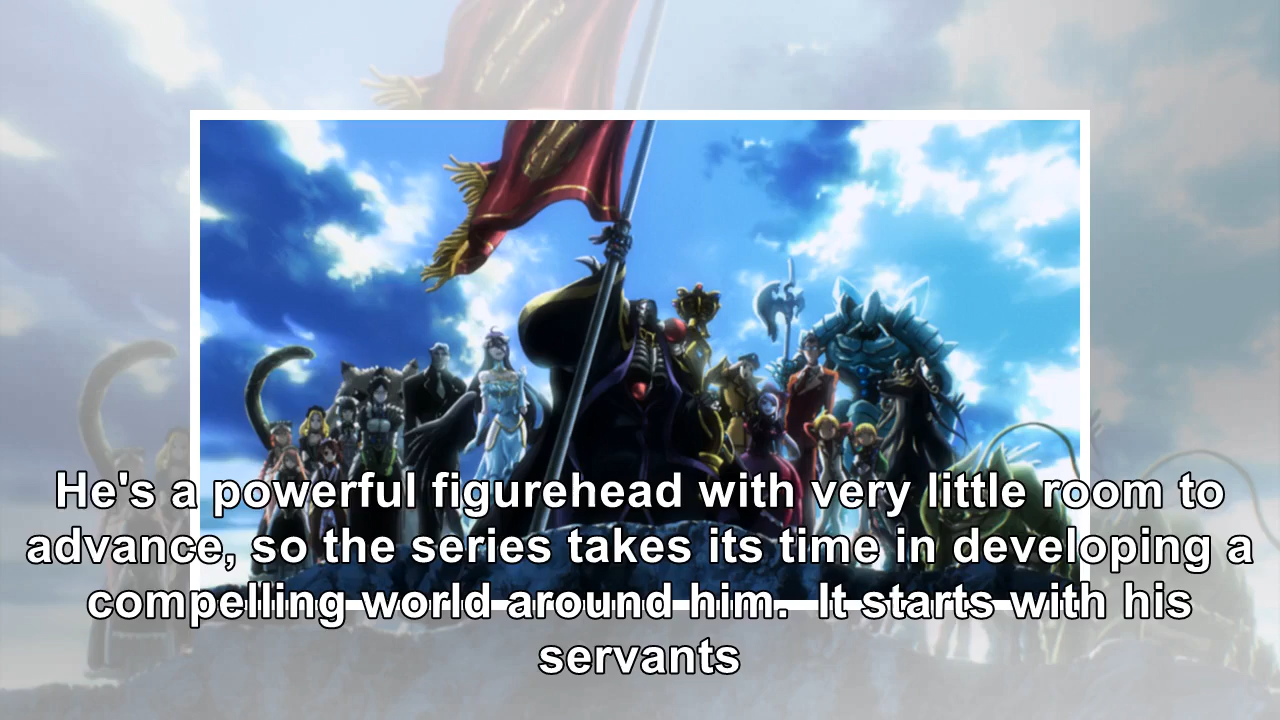 He's a powerful figurehead with very little room to
advance, so the series takes its time in developing a
compelling world around him.  It starts with his
servants